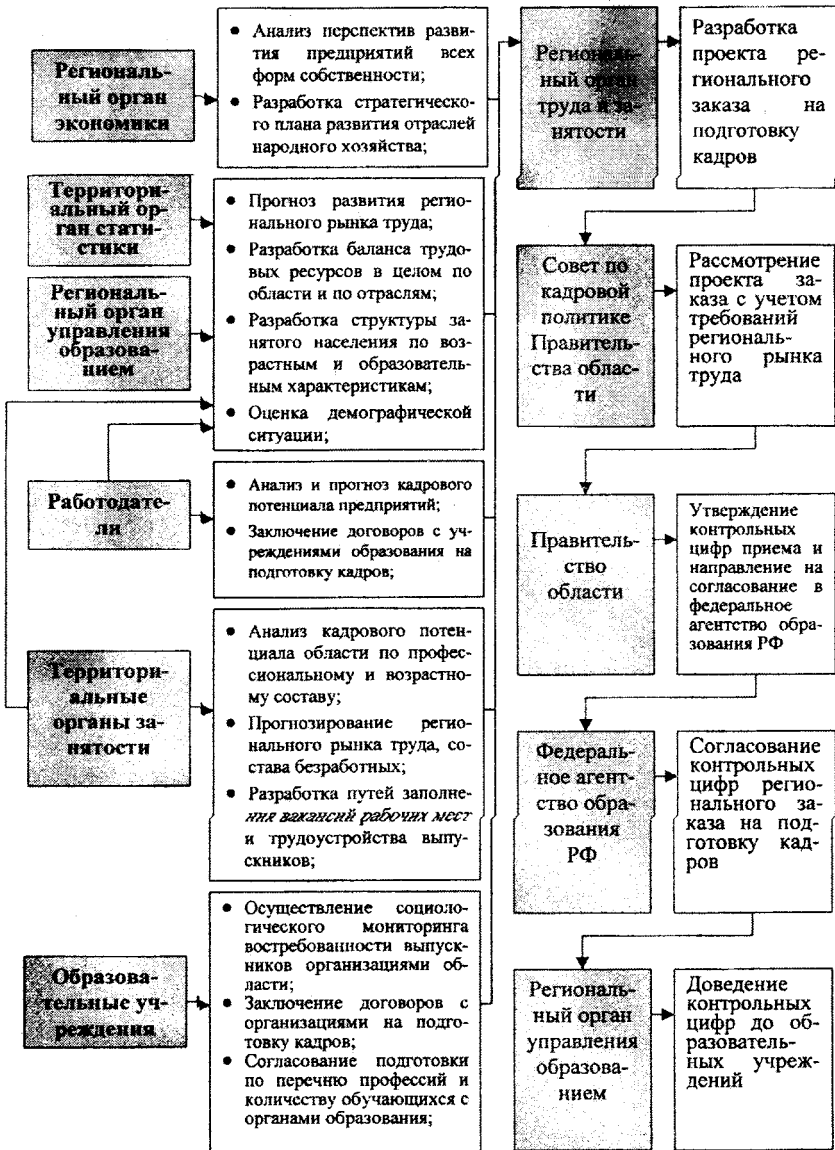 Региональ-
ный орган
экономики
• Анализ перспектив разви-
тия предприятий всех
форм собственности;
• Разработка стратегическо-
го плана развития отраслей
народного хозяйства;
Территори-
альный ор-
ган стати-
стики
Региональ-
ный орган
управления
образова-
нием
• Прогноз развития регио-
нального рынка труда;
• Разработка баланса трудо-
вых ресурсов в целом по
области и по отраслям;
• Разработка структуры за-
нятого населения по воз-
растным и образователь-
ным характеристикам;
• Оценка демографической
ситуации;
Работодате-
ли
• Анализ и прогноз кадрового
потенциала предприятий;
• Заключение договоров с уч-
реждениями образования на
подготовку кадров;
Территори-
альные
органы за-
нятости
• Анализ кадрового потен-
циала области по профес-
сиональному и возрастно-
му составу;
• Прогнозирование регио-
нального рынка труда, со-
става безработных;
• Разработка путей заполне-
ния вакансий рабочих мест
и трудоустройства выпу-
скников;
Образова-
тельные уч-
реждения
• Осуществление социоло-
гического мониторинга
востребованности выпуск-
ников организациями об-
ласти;
• Заключение договоров с
организациями на подго-
товку кадров;
• Согласование подготовки
по перечню профессий и
количеству обучающихся с
органами образования;
Региональ-
ный орган
труда и за-
нятости
Разработка
проекта ре-
гионального
заказа на
подготовку
кадров
Совет по
кадровой
политике
Правитель-
ства облас-
ти
Рассмотрение
проекта за-
каза с учетом
требований
региональ-
ного рынка
труда
Правитель-
ство
области
Утверждение
контрольных
цифр приема и
направление на
согласование в
федеральное
агентство обра-
зования РФ
Федераль-
ное агент-
ство обра-
зования
РФ
Согласование
контрольных
цифр регио-
нального за-
каза на под-
готовку кад-
ров
Региональ-
ный орган
управления
образова-
нием
Доведение
контрольных
цифр до об-
разователь-
ных учреж-
дений